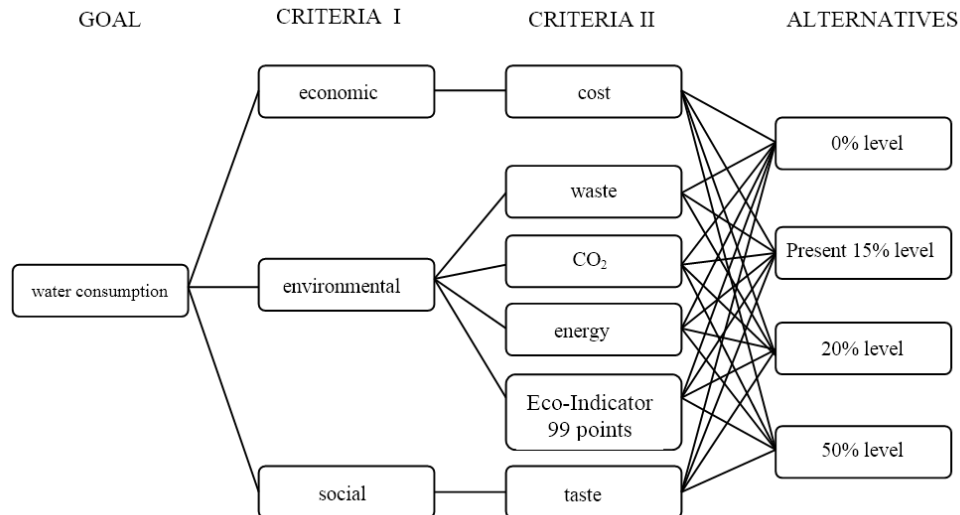 GOAL
CRITERIA I
CRITERIA II
ALTERNATIVES
economic
cost
0% level
waste
Present 15% level
CO₂
water consumption
environmental
energy
20% level
Eco-Indicator
99 points
50% level
social
taste